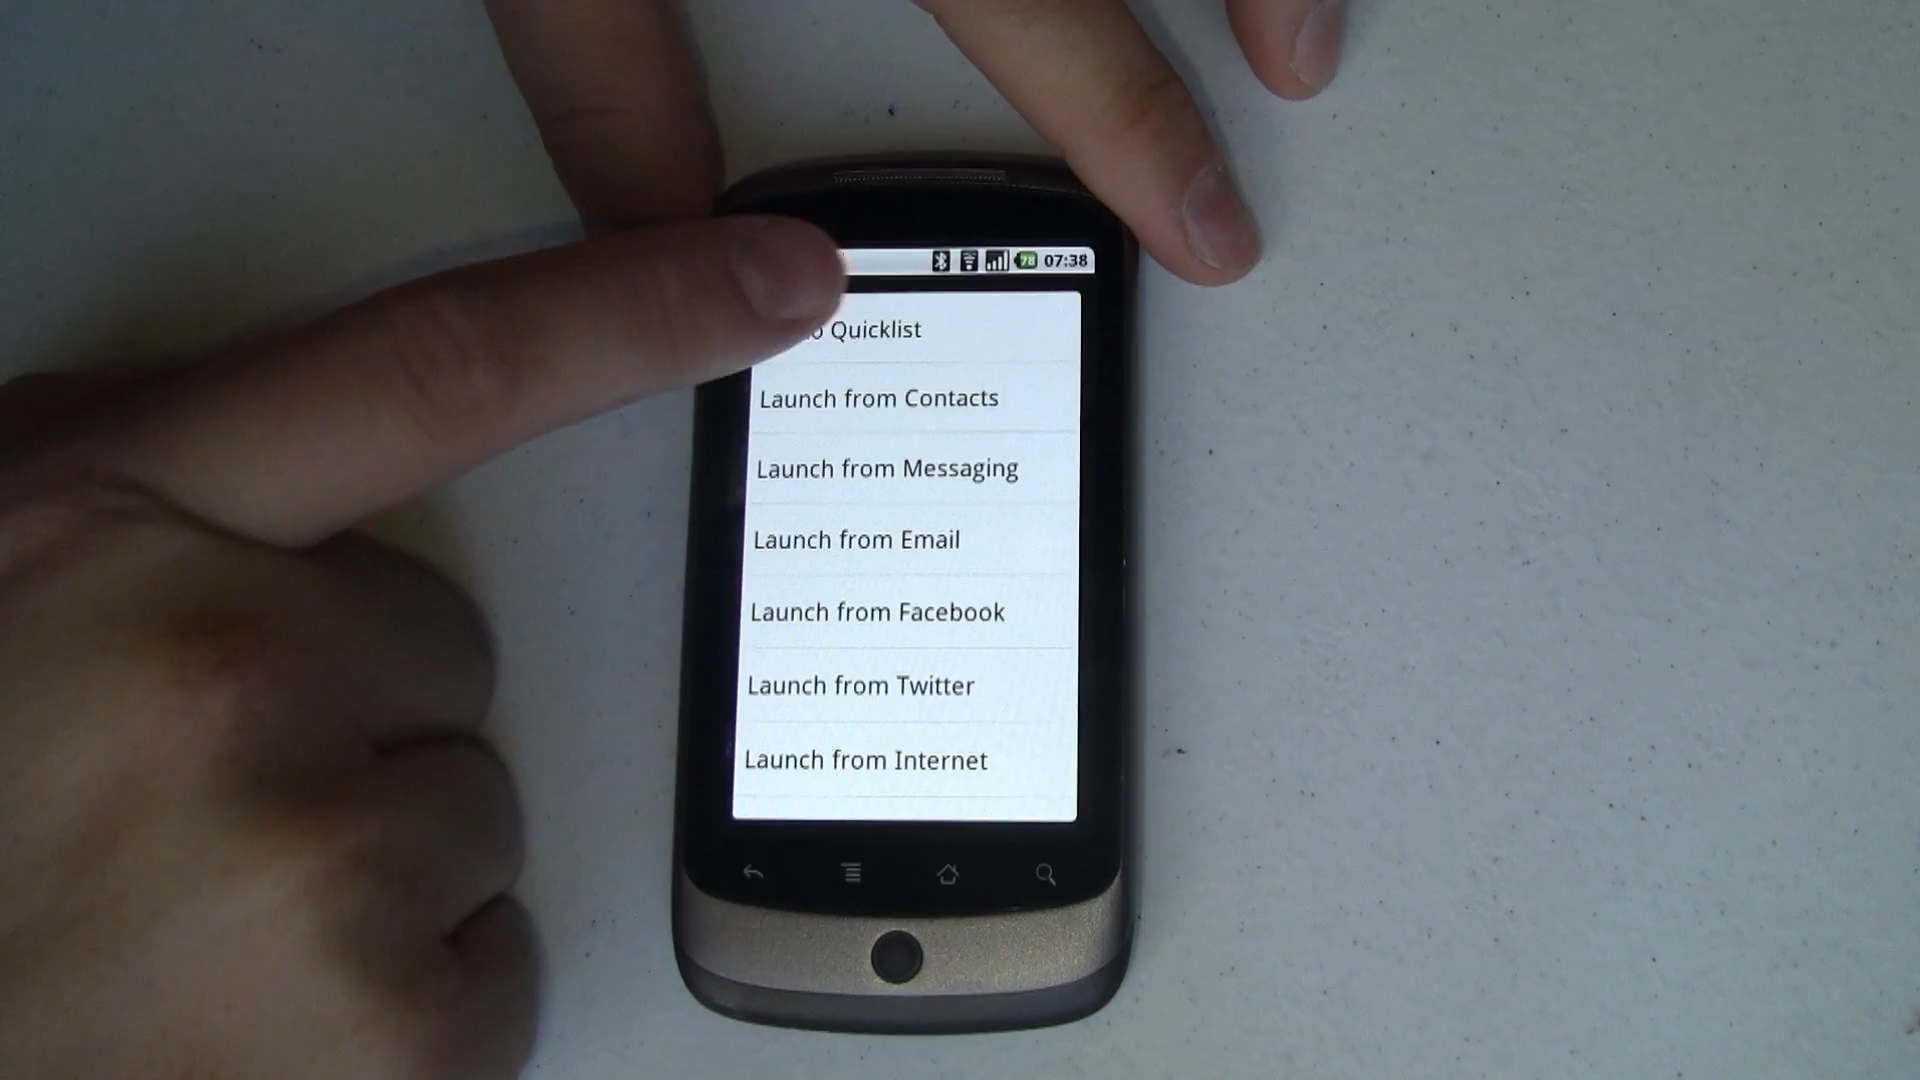 78 07:38
Quicklist
Launch from Contacts
Launch from Messaging
Launch from Email
Launch from Facebook
Launch from Twitter
Launch from Internet